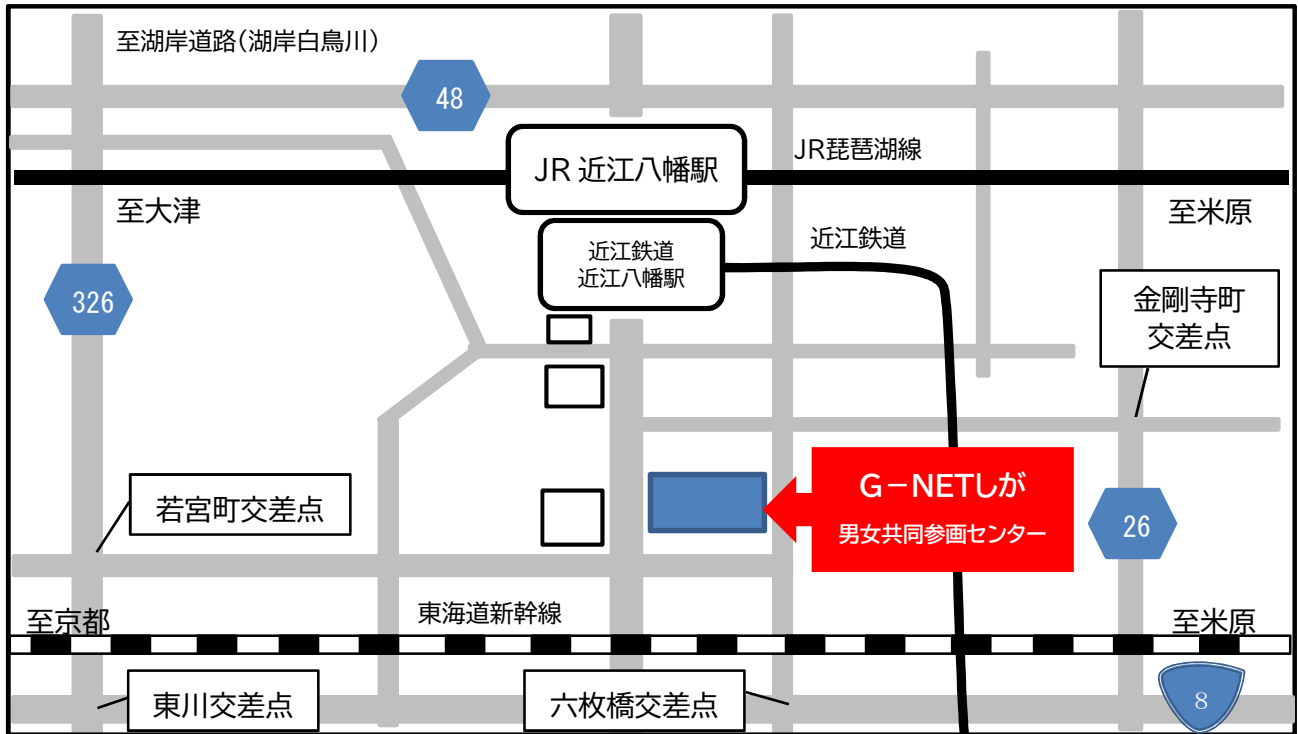 至湖岸道路(湖岸白鳥川)
48
JR 近江八幡駅
JR琵琶湖線
至大津
至米原
近江鉄道
近江八幡駅
近江鉄道
326
金剛寺町
交差点
G-NETしが
男女共同参画センター
若宮町交差点
26
至京都
東海道新幹線
至米原
東川交差点
六枚橋交差点
8